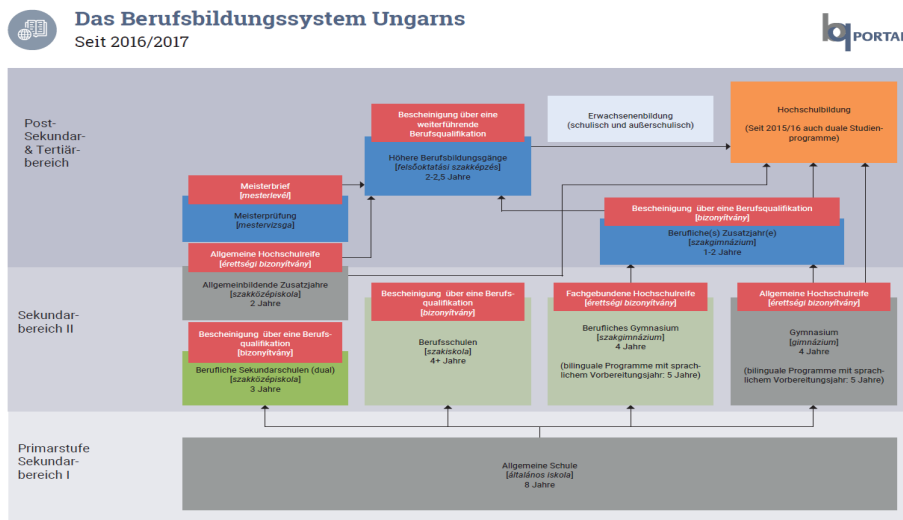 Das Berufsbildungssystem Ungarns
Seit 2016/2017
bq PORTAL
Post-
Sekundar-
& Tertiär-
bereich
Bescheinigung über eine
weiterführende
Berufsqualifikation
Höhere Berufsbildungsgänge
[felsőoktatási szakképzés]
2-2,5 Jahre
Erwachsenenbildung
(schulisch und außerschulisch)
Hochschulbildung
(Seit 2015/16 auch duale Studien-
programme)
Meisterbrief
[mesterlevél]
Meisterprüfung
[mestervizsga]
Bescheinigung über eine Berufsqualifikation
[bizonyítvány]
Berufliche(s) Zusatzjahr(e)
[szakgimnázium]
1-2 Jahre
Sekundar-
bereich II
Allgemeine Hochschulreife
[érettségi bizonyítvány]
Allgemeinbildende Zusatzjahre
[szakközépiskola]
2 Jahre
Bescheinigung über eine Berufs-
qualifikation
[bizonyítvány]
Berufliche Sekundarschulen (dual)
[szakközépiskola]
3 Jahre
Bescheinigung über eine Berufs-
qualifikation
[bizonyítvány]
Berufsschulen
[szakiskola]
4+ Jahre
Fachgebundene Hochschulreife
[érettségi bizonyítvány]
Berufliches Gymnasium
[szakgimnázium]
4 Jahre
(bilinguale Programme mit sprach-
lichem Vorbereitungsjahr: 5 Jahre)
Allgemeine Hochschulreife
[érettségi bizonyítvány]
Gymnasium
[gimnázium]
4 Jahre
(bilinguale Programme mit sprach-
lichem Vorbereitungsjahr: 5 Jahre)
Primarstufe
Sekundar-
bereich I
Allgemeine Schule
[általános iskola]
8 Jahre